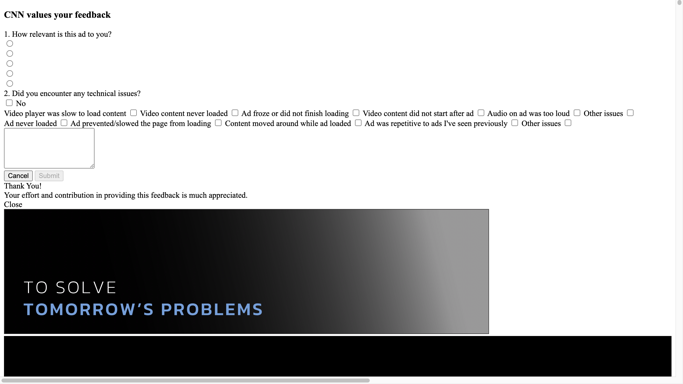 CNN values your feedback
1. How relevant is this ad to you?
2. Did you encounter any technical issues?
No
Video player was slow to load content Video content never loaded Ad froze or did not finish loading Video content did not start after ad Audio on ad was too loud Other issues
Ad never loaded Ad prevented/slowed the page from loading Content moved around while ad loaded Ad was repetitive to ads I've seen previously Other issues
Cancel Submit
Thank You!
Your effort and contribution in providing this feedback is much appreciated.
Close
TO SOLVE
TOMORROW'S PROBLEMS